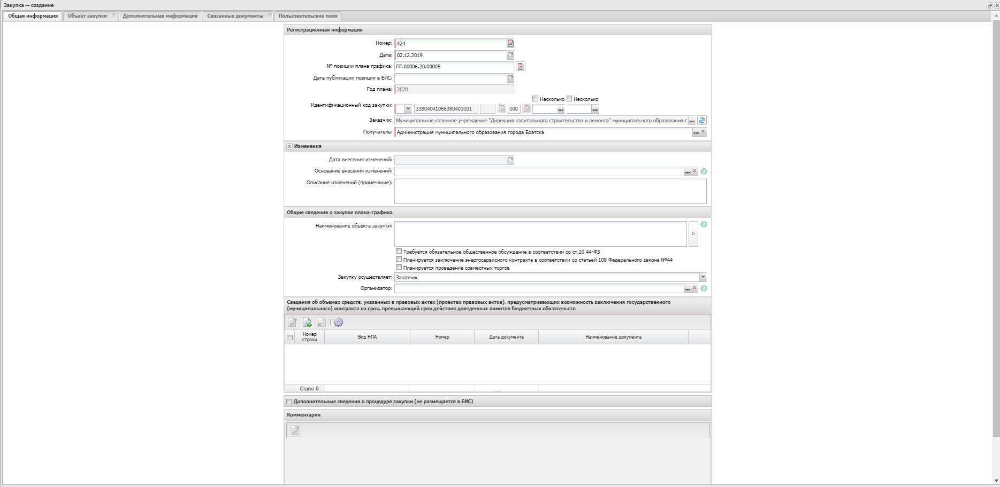 Закупка — создание
Общая информация
Объект закупки
Дополнительная информация
Связанные документы
Пользовательские поля
Регистрационная информация
Номер: 424
Дата: 02.12.2019
№ позиции плана-графика: ПГ.00006.20.00005
Дата публикации позиции в ЕИС:
Год плана: 2020
Несколько Несколько
Идентификационный код закупки: 33804041066380401001 000
Заказчик: Муниципальное казенное учреждение "Дирекция капитального строительства и ремонта" муниципального образования г
Получатель: Администрация муниципального образования города Братска
Изменения
Дата внесения изменений:
Основание внесения изменений:
Описание изменений (примечание):
Общие сведения о закупке плана-графика
Наименование объекта закупки:
>
Требуется обязательное общественное обсуждение в соответствии со ст.20 44-ФЗ
Планируется заключение энергосервисного контракта в соответствии со статьей 108 Федерального закона №44
Планируется проведение совместных торгов
Закупку осуществляет: Заказчик
Организатор:
Сведения об объемах средств, указанных в правовых актах (проектах правовых актов), предусматривающих возможность заключения государственного
(муниципального) контракта на срок, превышающий срок действия доведенных лимитов бюджетных обязательств
Номер строки
Вид НПА
Номер
Дата документа
Наименование документа
Строк: 0
Дополнительные сведения о процедуре закупки (не размещается в ЕИС)
Комментарии